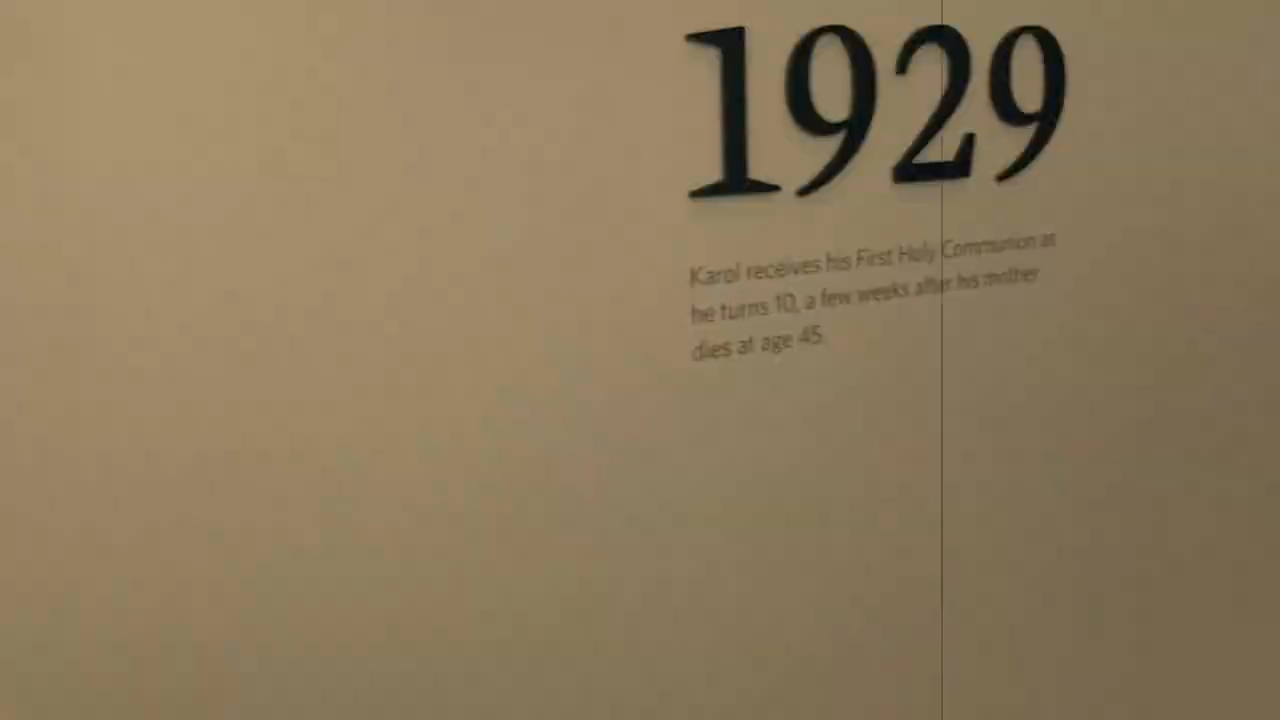 1929
Karol receives his First Holy Communion as
he turns 10, a few weeks after his mother
dies at age 45.